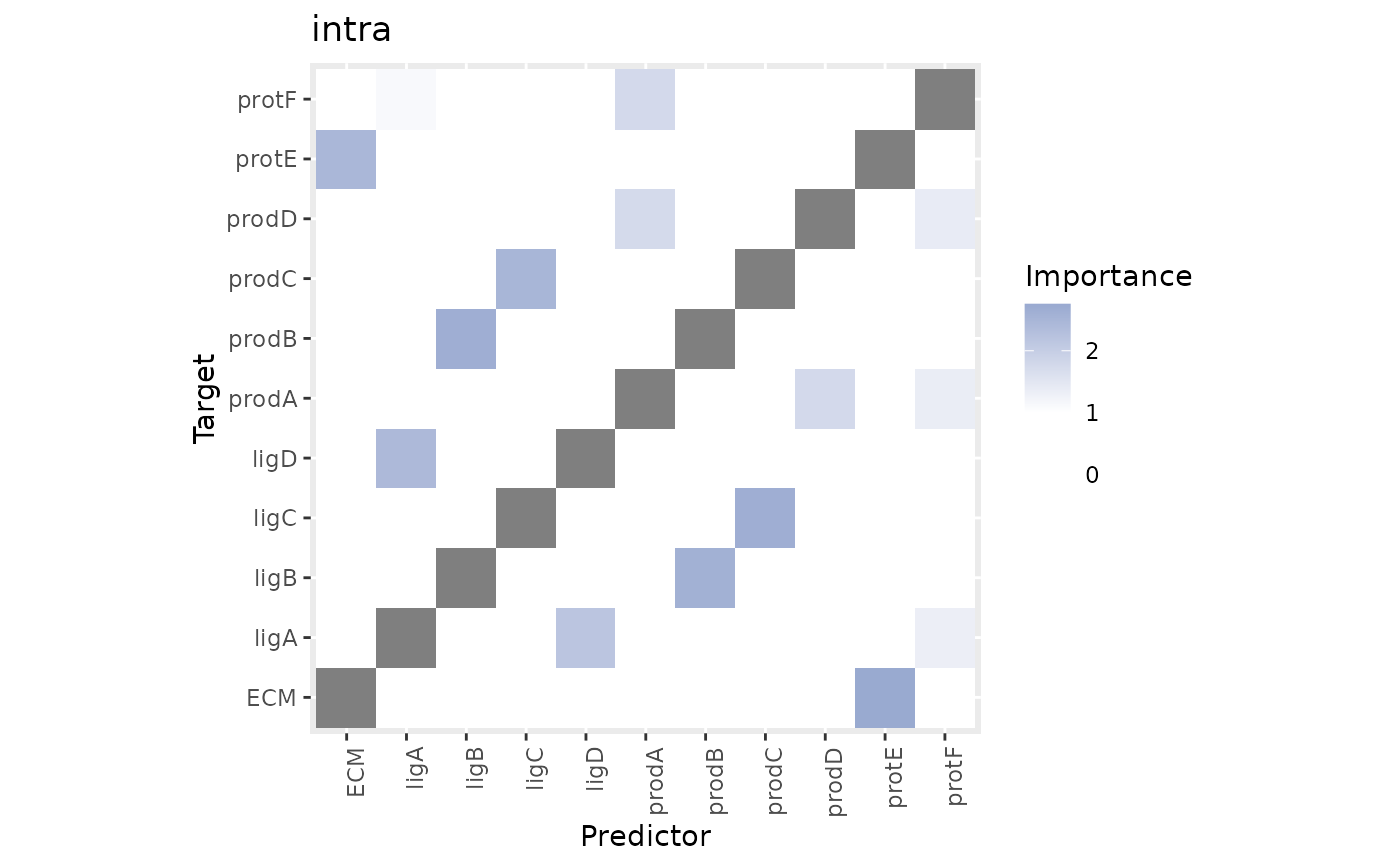 intra
Target
protF
protE
prodD
prodC
prodB
prodA
ligD
ligC
ligB
ligA
ECM
ECM
ligA
ligB
ligC
ligD
prodA
prodB
prodC
prodD
protE
protF
Predictor
Importance
2
1
0